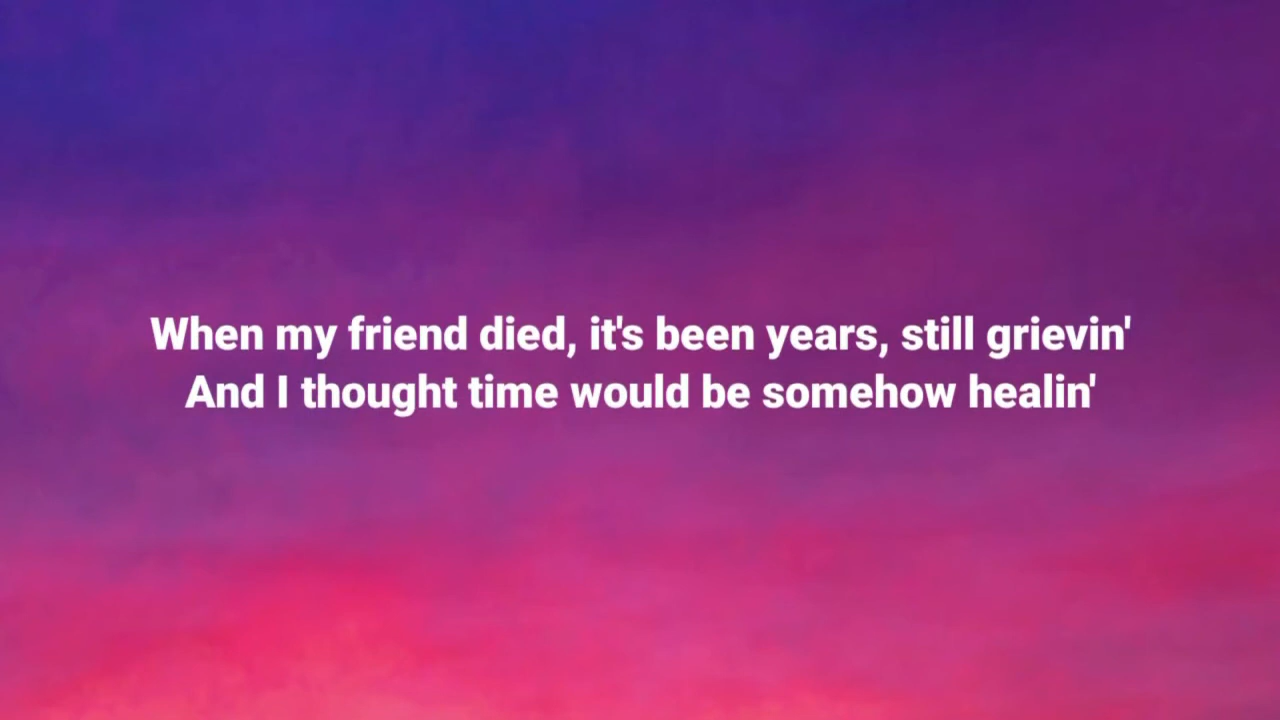 When my friend died, it's been years, still grievin'
And I thought time would be somehow healin'